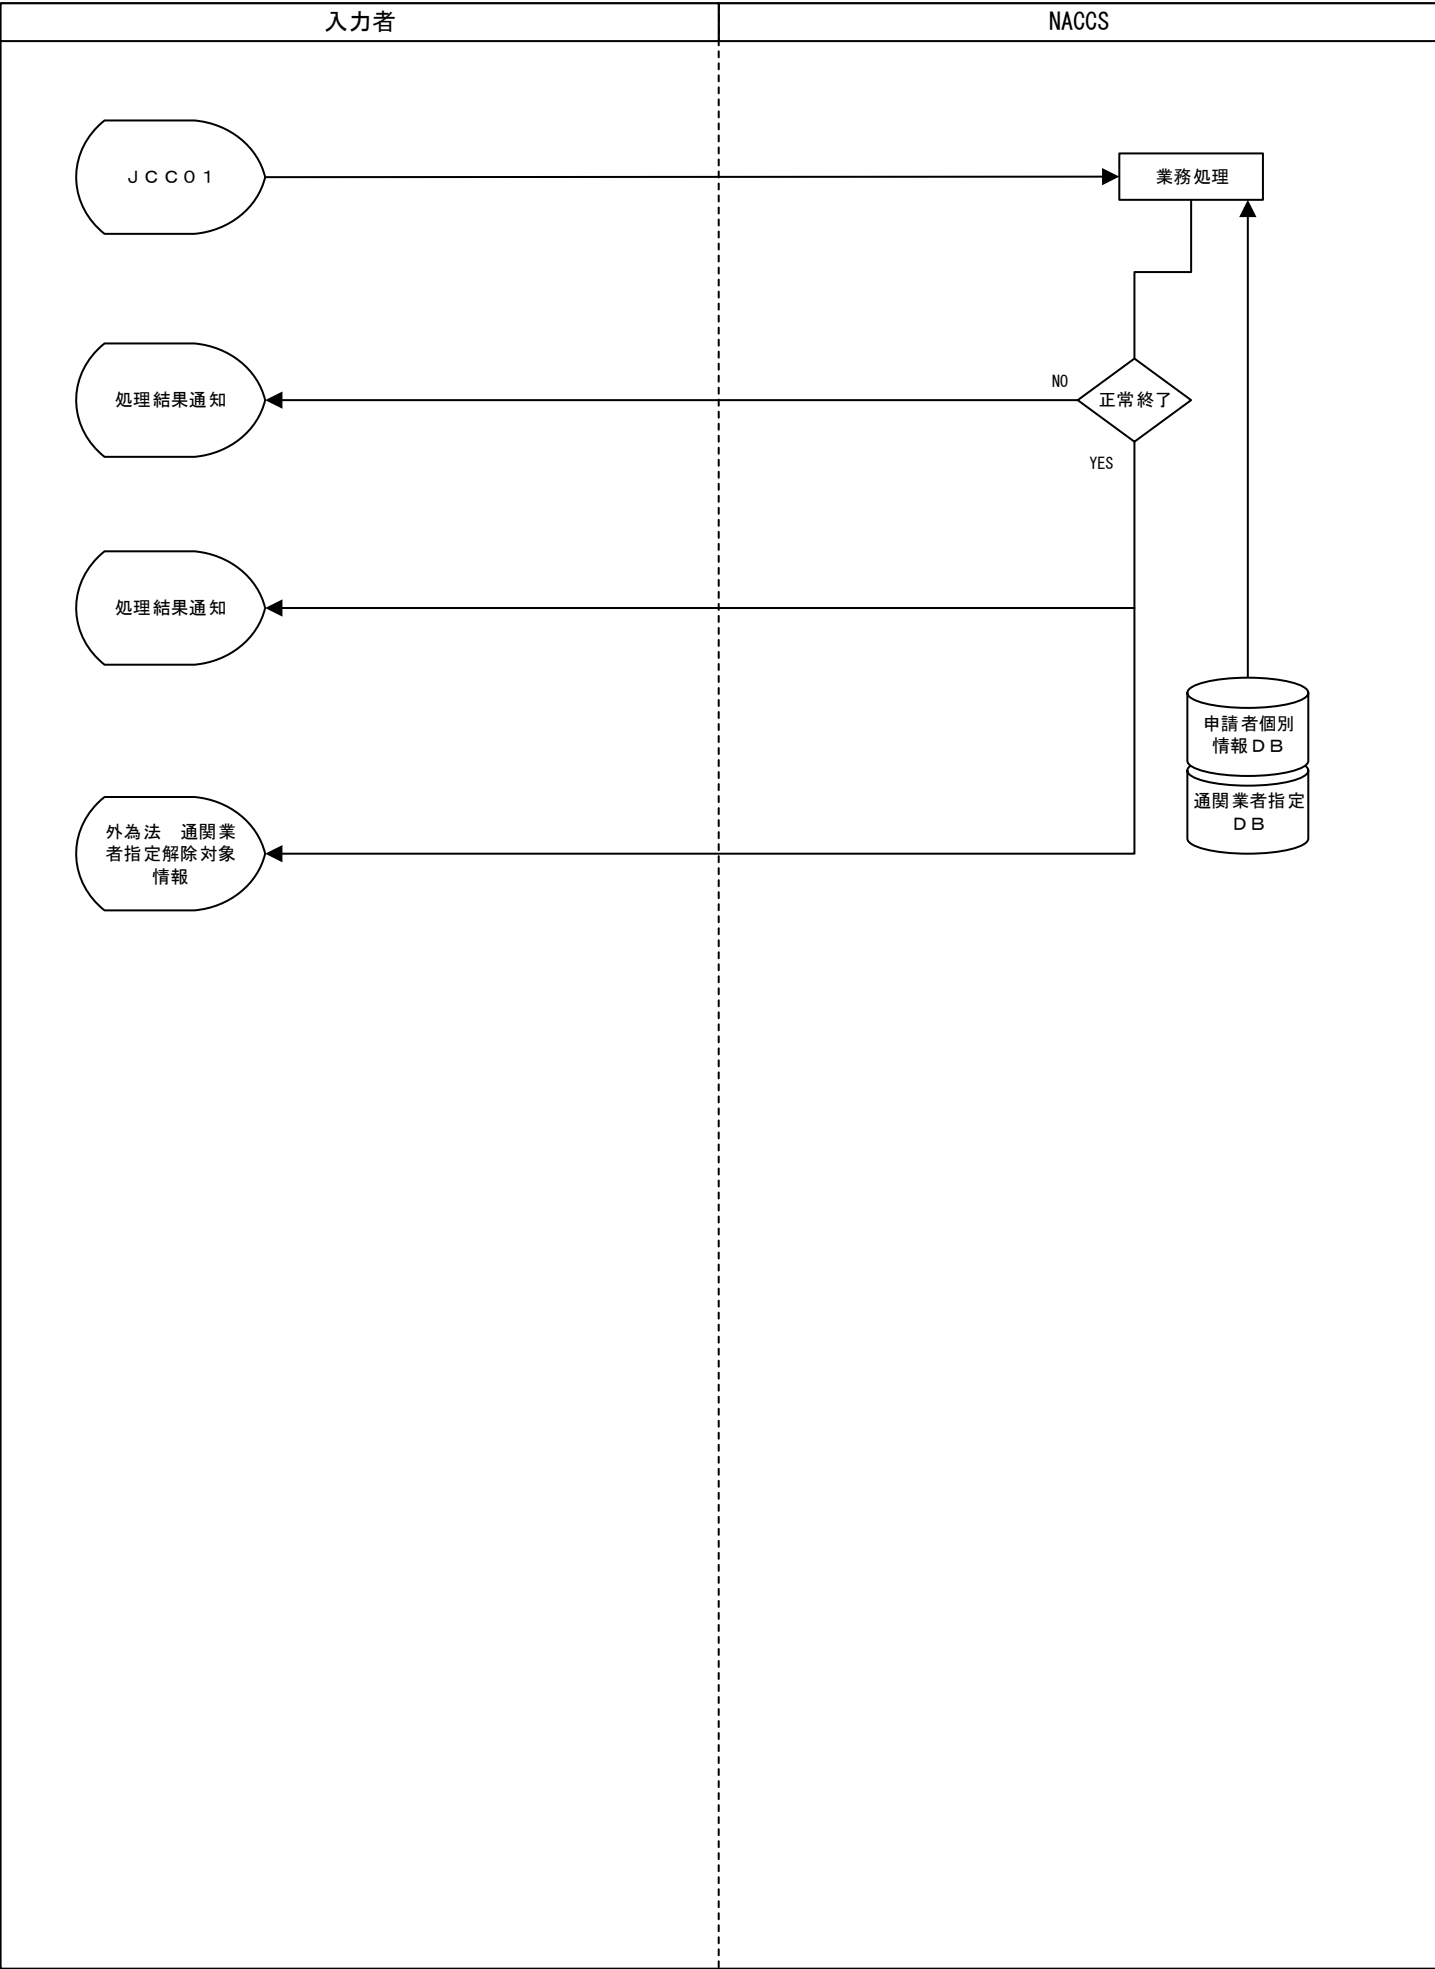 入力者
NACCS
ＪＣＣ０１
業務処理
処理結果通知
NO
正常終了
YES
処理結果通知
申請者個別
情報ＤＢ
通関業者指定
ＤＢ
外為法　通関業
者指定解除対象
情報